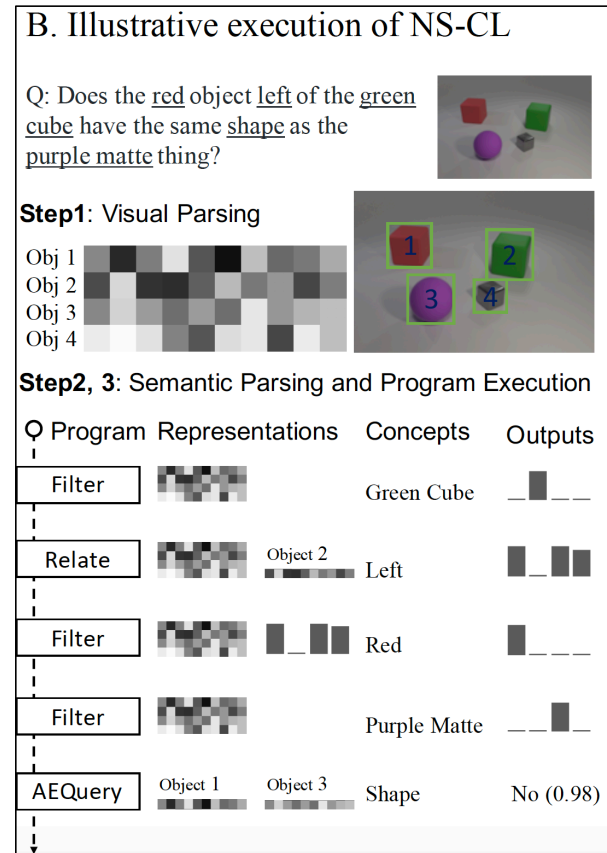 B. Illustrative execution of NS-CL
Q: Does the red object left of the green
cube have the same shape as the
purple matte thing?
Step1: Visual Parsing
Obj 1
Obj 2
Obj 3
Obj 4
1
2
3
4
Step2, 3: Semantic Parsing and Program Execution
Program Representations Concepts Outputs
Filter Green Cube
Relate Object 2 Left
Filter Red
Filter Purple Matte
AEQuery Object 1 Object 3 Shape No (0.98)